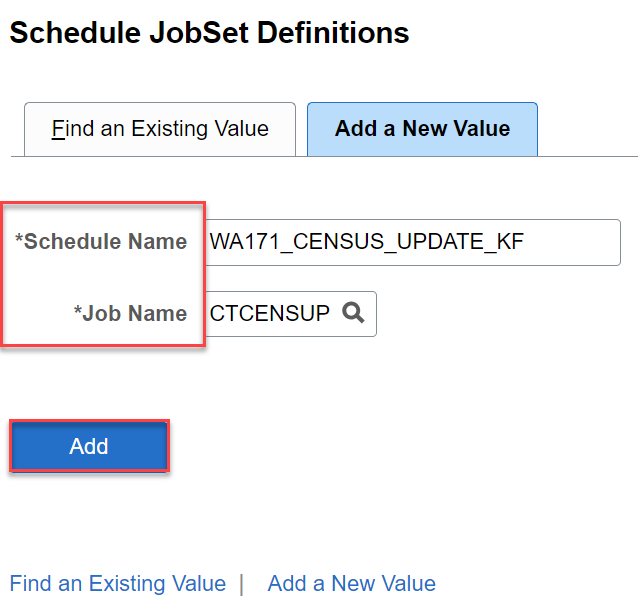 Schedule JobSet Definitions
Find an Existing Value
Add a New Value
*Schedule Name WA171_CENSUS_UPDATE_KF
*Job Name CTCENSUP
Add
Find an Existing Value | Add a New Value